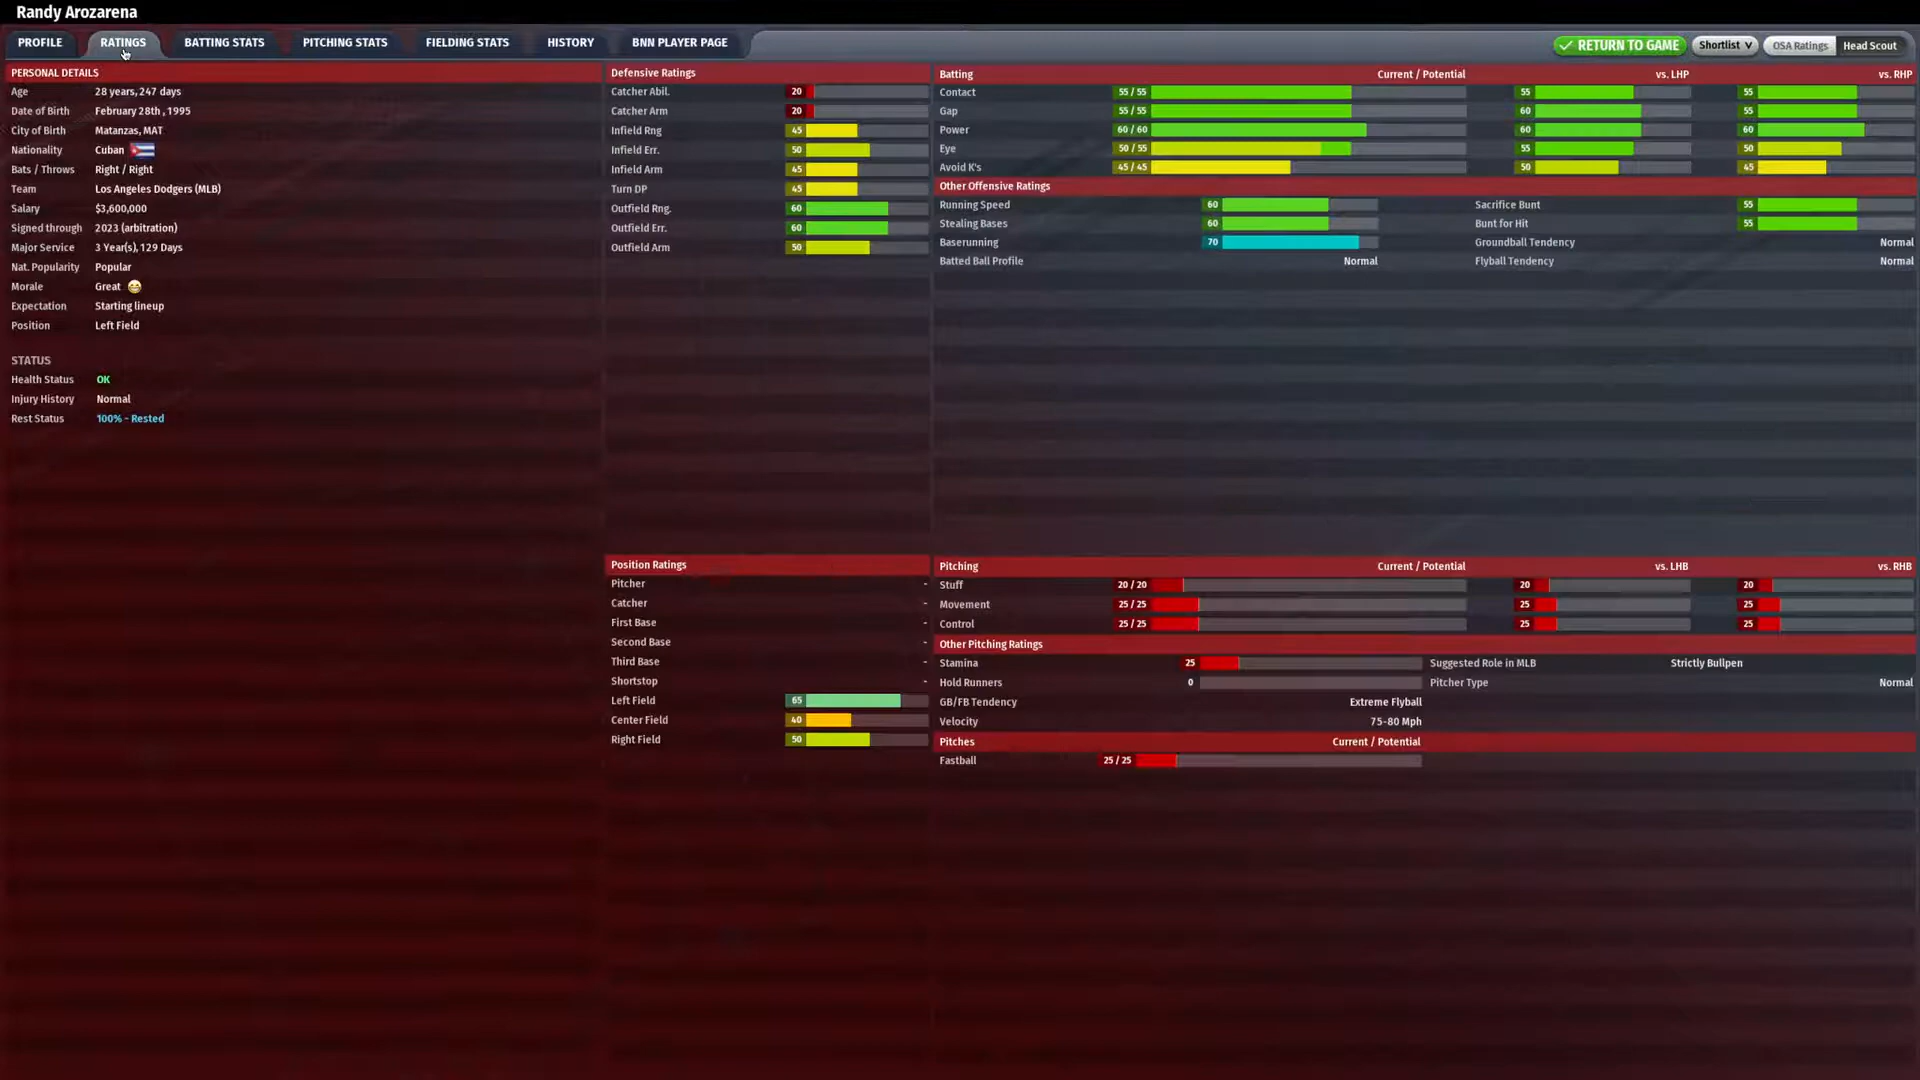 Randy Arozarena
PROFILE RATINGS BATTING STATS PITCHING STATS FIELDING STATS HISTORY BNN PLAYER PAGE RETURN TO GAME Shortlist V OSA Ratings Head Scout
PERSONAL DETAILS
Age 28 years, 247 days
Date of Birth February 28th , 1995
City of Birth Matanzas, MAT
Nationality Cuban
Bats / Throws Right / Right
Team Los Angeles Dodgers (MLB)
Salary $3,600,000
Signed through 2023 (arbitration)
Major Service 3 Year(s), 129 Days
Nat. Popularity Popular
Morale Great
Expectation Starting lineup
Position Left Field
STATUS
Health Status OK
Injury History Normal
Rest Status 100% - Rested
Defensive Ratings
Catcher Abil. 20
Catcher Arm 20
Infield Rng 45
Infield Err. 50
Infield Arm 45
Turn DP 45
Outfield Rng. 60
Outfield Err. 60
Outfield Arm 50
Position Ratings
Pitcher -
Catcher -
First Base -
Second Base -
Third Base -
Shortstop -
Left Field 65
Center Field 40
Right Field 50
Batting Current / Potential vs. LHP vs. RHP
Contact 55 / 55 55 55
Gap 55 / 55 60 55
Power 60 / 60 60 60
Eye 50 / 55 55 50
Avoid K's 45 / 45 50 45
Other Offensive Ratings
Running Speed 60 Sacrifice Bunt 55
Stealing Bases 60 Bunt for Hit 55
Baserunning 70 Groundball Tendency Normal
Batted Ball Profile Normal Flyball Tendency Normal
Pitching Current / Potential vs. LHB vs. RHB
Stuff 20 / 20 20 20
Movement 25 / 25 25 25
Control 25 / 25 25 25
Other Pitching Ratings
Stamina 25 Suggested Role in MLB Strictly Bullpen
Hold Runners 0 Pitcher Type Normal
GB/FB Tendency Extreme Flyball
Velocity 75-80 Mph
Pitches Current / Potential
Fastball 25 / 25